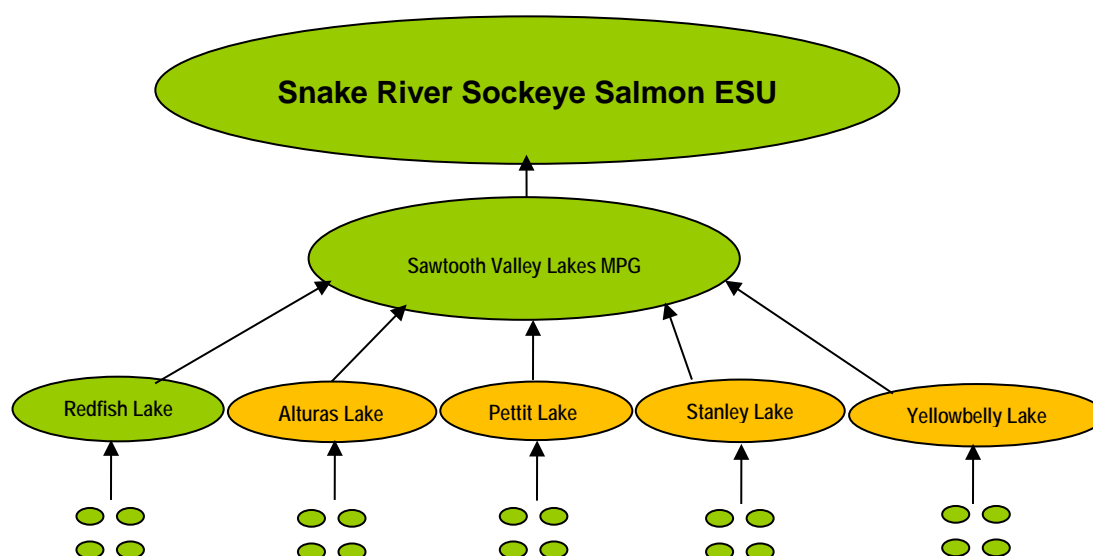 Snake River Sockeye Salmon ESU
Sawtooth Valley Lakes MPG
Redfish Lake
Alturas Lake
Pettit Lake
Stanley Lake
Yellowbelly Lake